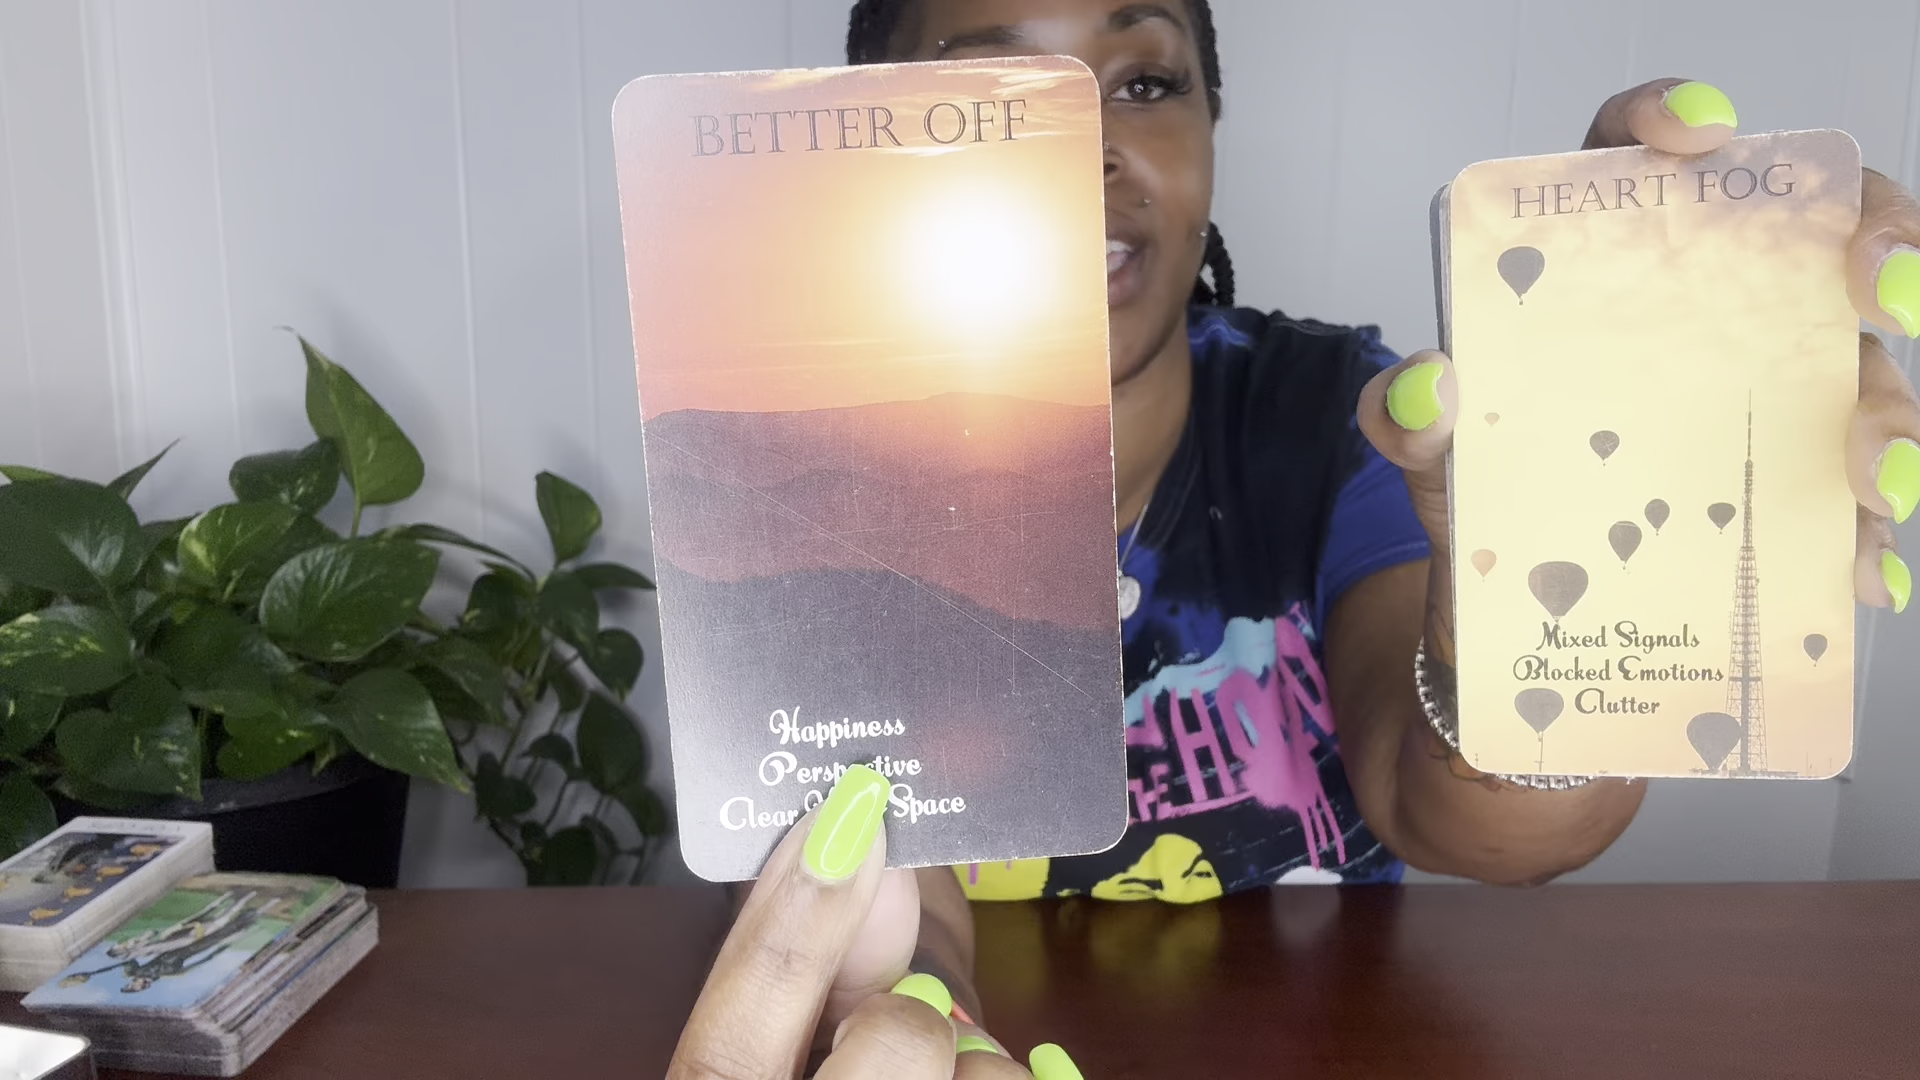 BETTER OFF
Happiness
Perspective
Clear Space
HEART FOG
Mixed Signals
Blocked Emotions
Clutter